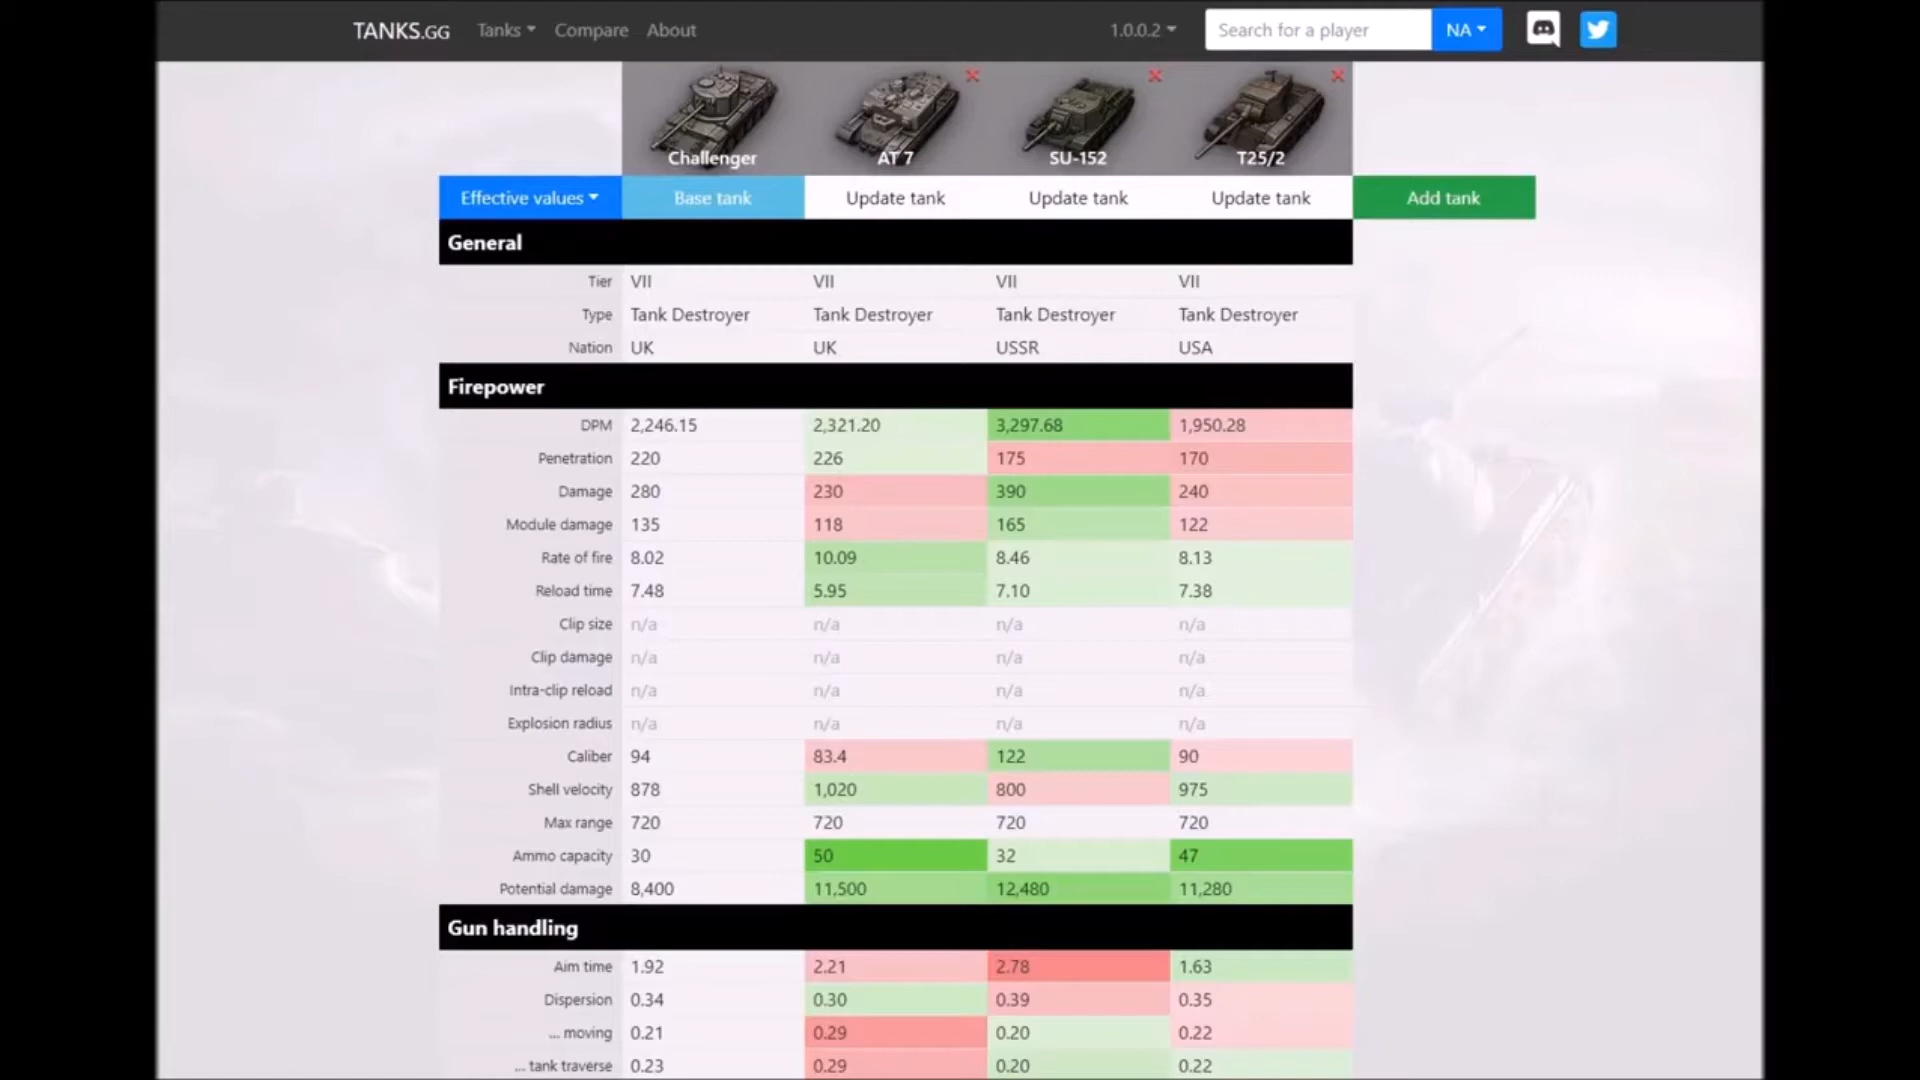 TANKS.GG Tanks Compare About 1.0.0.2 Search for a player NA
Challenger AT 7 SU-152 T25/2
Effective values Base tank Update tank Update tank Update tank Add tank
General
Tier VII VII VII VII
Type Tank Destroyer Tank Destroyer Tank Destroyer Tank Destroyer
Nation UK UK USSR USA
Firepower
DPM 2,246.15 2,321.20 3,297.68 1,950.28
Penetration 220 226 175 170
Damage 280 230 390 240
Module damage 135 118 165 122
Rate of fire 8.02 10.09 8.46 8.13
Reload time 7.48 5.95 7.10 7.38
Clip size n/a n/a n/a n/a
Clip damage n/a n/a n/a n/a
Intra-clip reload n/a n/a n/a n/a
Explosion radius n/a n/a n/a n/a
Caliber 94 83.4 122 90
Shell velocity 878 1,020 800 975
Max range 720 720 720 720
Ammo capacity 30 50 32 47
Potential damage 8,400 11,500 12,480 11,280
Gun handling
Aim time 1.92 2.21 2.78 1.63
Dispersion 0.34 0.30 0.39 0.35
... moving 0.21 0.29 0.20 0.22
... tank traverse 0.23 0.29 0.20 0.22